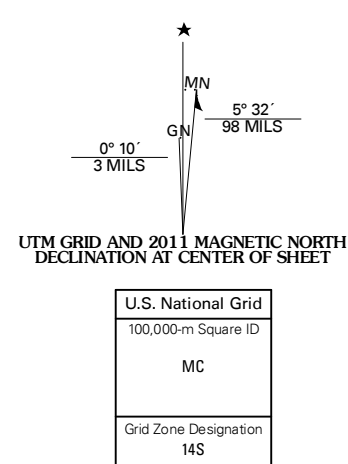 MN
5° 32´
98 MILS
GN
0° 10´
3 MILS
UTM GRID AND 2011 MAGNETIC NORTH
DECLINATION AT CENTER OF SHEET
U.S. National Grid
100,000-m Square ID
MC
Grid Zone Designation
14S